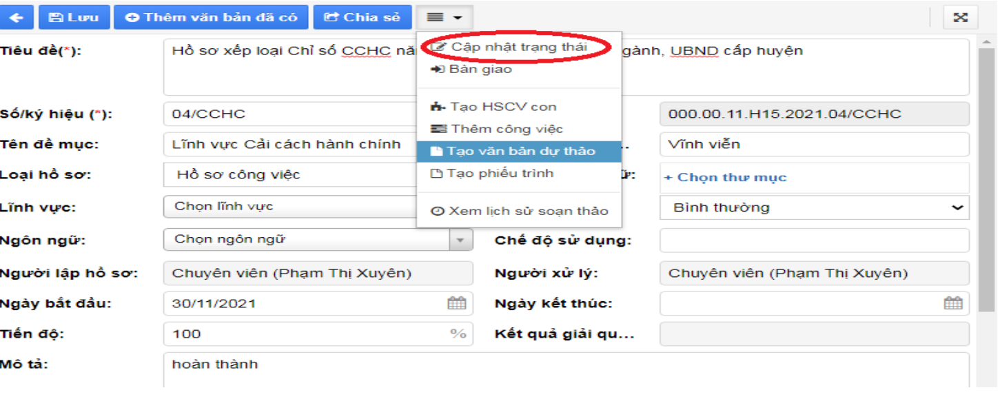 Lưu Thêm văn bản đã có Chia sẻ
Tiêu đề(*): Hồ sơ xếp loại Chỉ số CCHC nă gành, UBND cấp huyện
Cập nhật trạng thái
Bàn giao
Số/ký hiệu (*): 04/CCHC Tạo HSCV con 000.00.11.H15.2021.04/CCHC
Thêm công việc
Tên đề mục: Lĩnh vực Cải cách hành chính Tạo văn bản dự thảo .. Vĩnh viễn
Loại hồ sơ: Hồ sơ công việc Tạo phiếu trình ữ: + Chọn thư mục
Lĩnh vực: Chọn lĩnh vực Xem lịch sử soạn thảo Bình thường
Ngôn ngữ: Chọn ngôn ngữ Chế độ sử dụng:
Người lập hồ sơ: Chuyên viên (Phạm Thị Xuyên) Người xử lý: Chuyên viên (Phạm Thị Xuyên)
Ngày bắt đầu: 30/11/2021 Ngày kết thúc:
Tiến độ: 100 % Kết quả giải qu...
Mô tả: hoàn thành